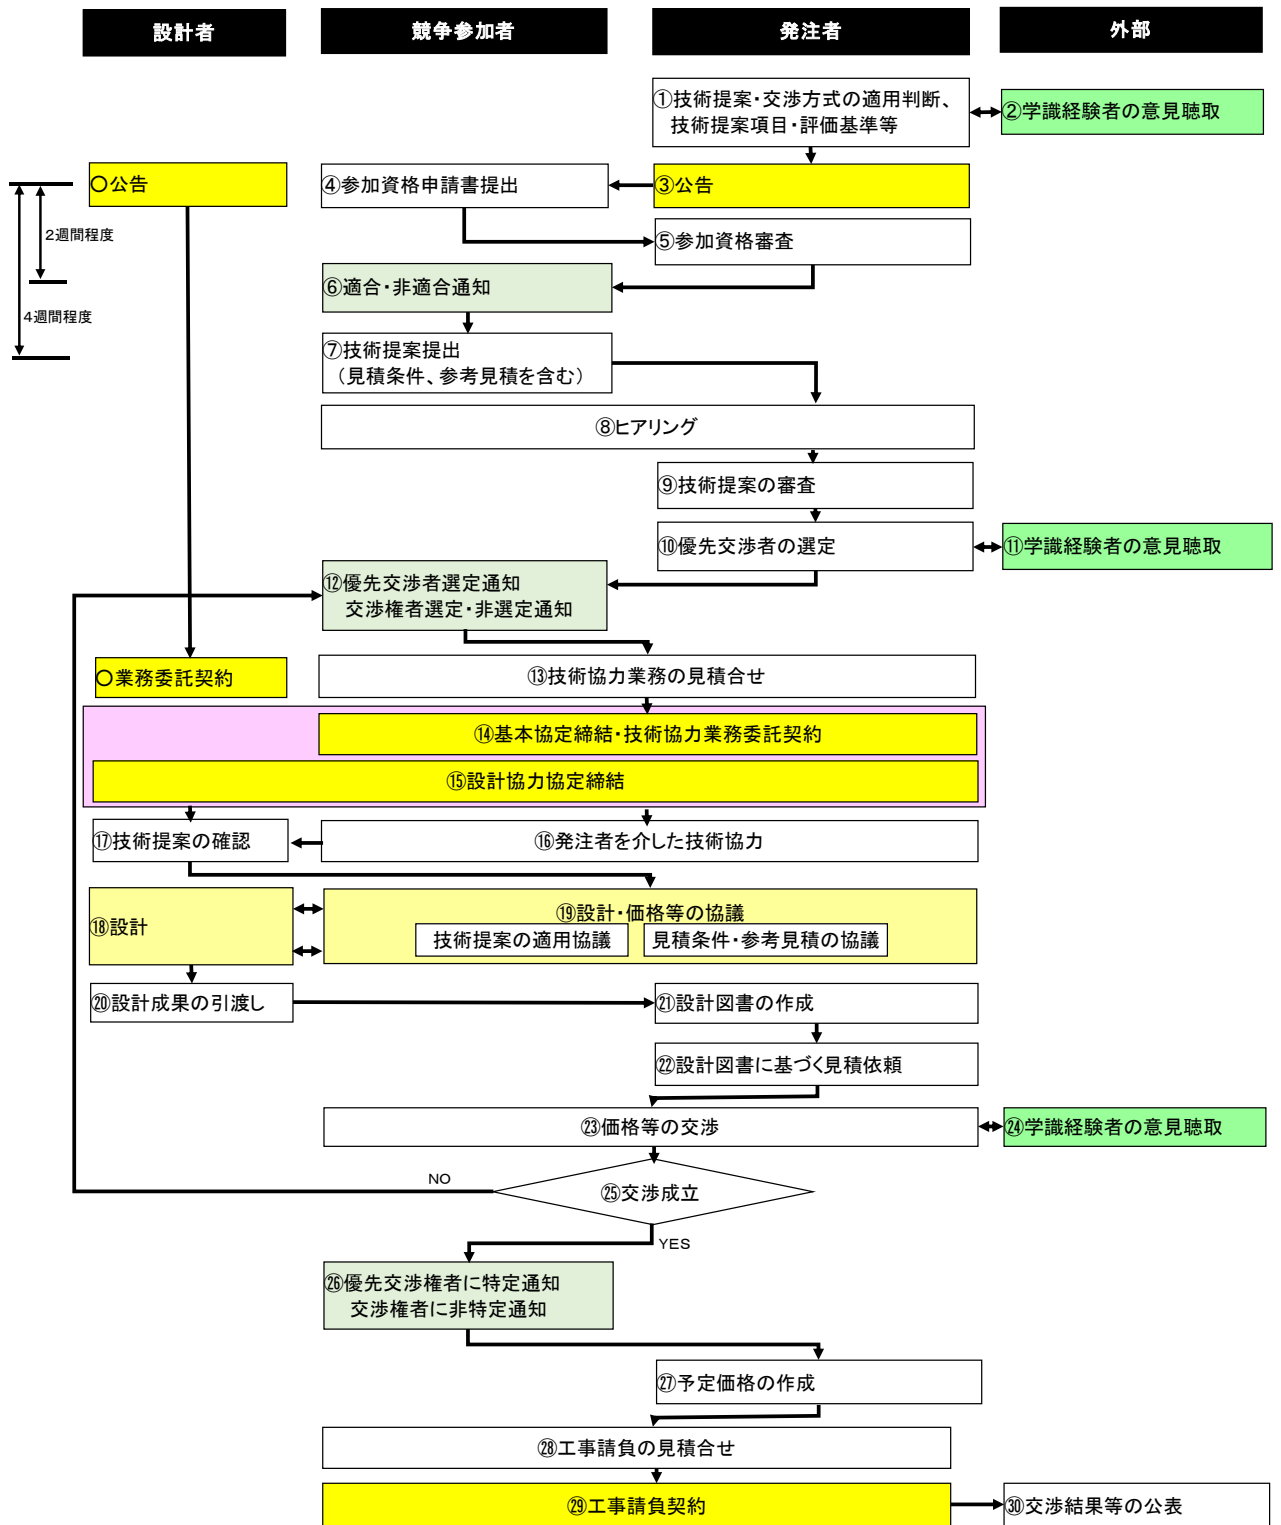 設計者
競争参加者
発注者
外部
①技術提案・交渉方式の適用判断、
技術提案項目・評価基準等
②学識経験者の意見聴取
〇公告
④参加資格申請書提出
③公告
2週間程度
⑤参加資格審査
⑥適合・非適合通知
4週間程度
⑦技術提案提出
（見積条件、参考見積を含む）
⑧ヒアリング
⑨技術提案の審査
⑩優先交渉者の選定
⑪学識経験者の意見聴取
⑫優先交渉者選定通知
交渉権者選定・非選定通知
〇業務委託契約
⑬技術協力業務の見積合せ
⑭基本協定締結・技術協力業務委託契約
⑮設計協力協定締結
⑰技術提案の確認
⑯発注者を介した技術協力
⑱設計
⑲設計・価格等の協議
技術提案の適用協議
見積条件・参考見積の協議
⑳設計成果の引渡し
㉑設計図書の作成
㉒設計図書に基づく見積依頼
㉓価格等の交渉
㉔学識経験者の意見聴取
NO
㉕交渉成立
YES
㉖優先交渉権者に特定通知
交渉権者に非特定通知
㉗予定価格の作成
㉘工事請負の見積合せ
㉙工事請負契約
㉚交渉結果等の公表